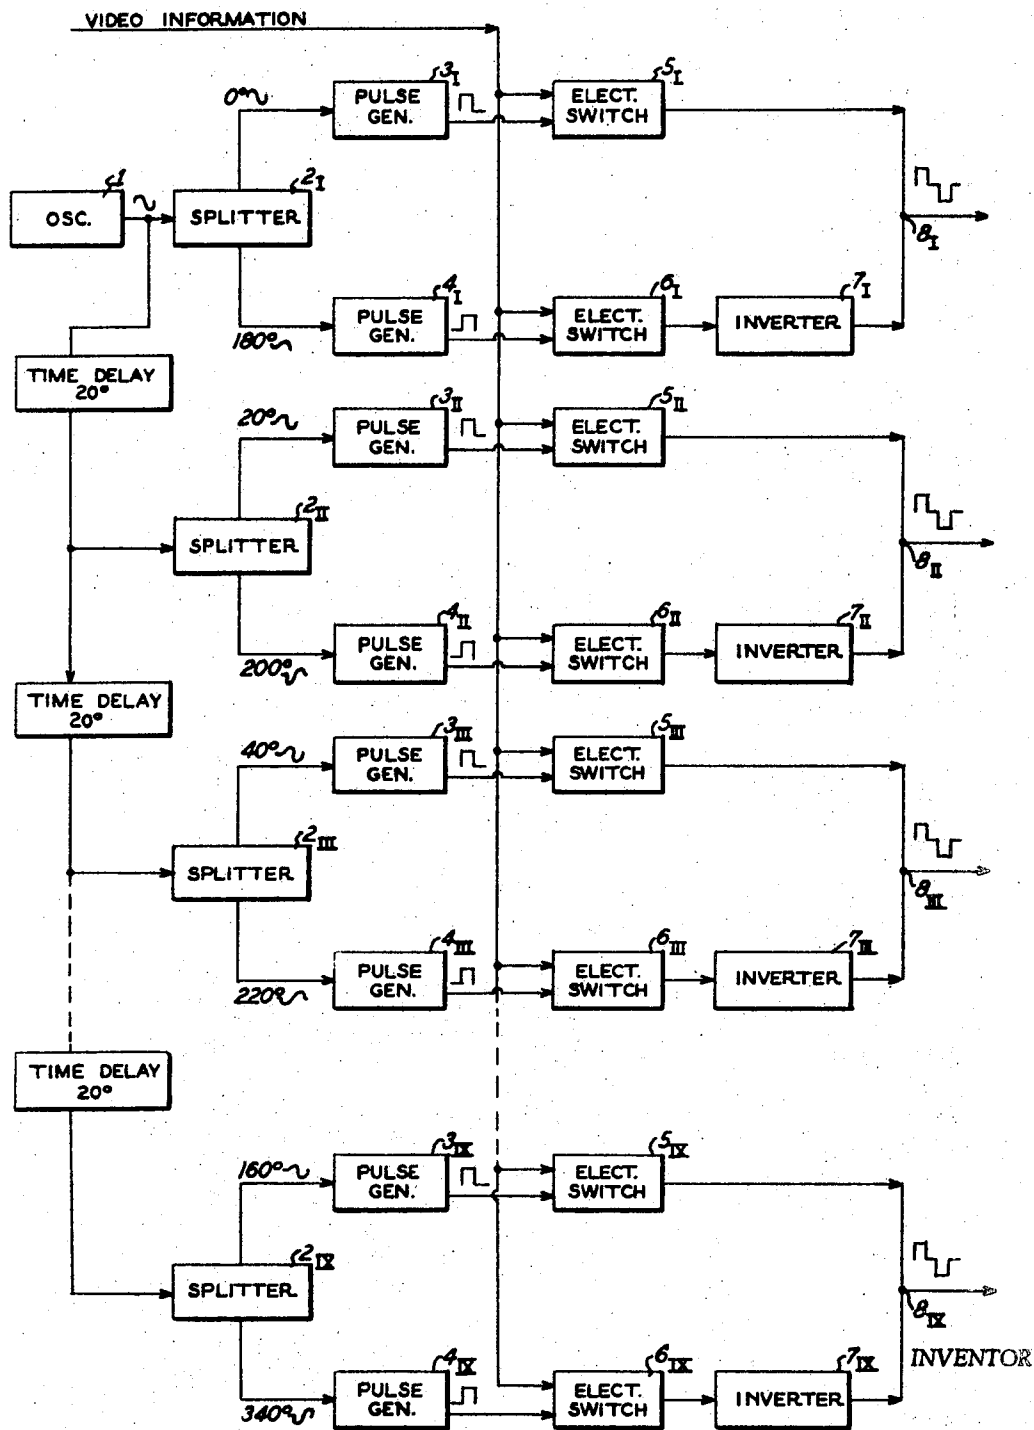 VIDEO INFORMATION
3I
5I
0°
PULSE GEN.
ELECT. SWITCH
1
2I
OSC.
SPLITTER
8I
4I
6I
7I
180°
PULSE GEN.
ELECT. SWITCH
INVERTER
TIME DELAY 20°
3II
5II
20°
PULSE GEN.
ELECT. SWITCH
2II
SPLITTER
8II
4II
6II
7II
200°
PULSE GEN.
ELECT. SWITCH
INVERTER
TIME DELAY 20°
3III
5III
40°
PULSE GEN.
ELECT. SWITCH
2III
SPLITTER
8III
4III
6III
7III
220°
PULSE GEN.
ELECT. SWITCH
INVERTER
TIME DELAY 20°
3IX
5IX
160°
PULSE GEN.
ELECT. SWITCH
2IX
SPLITTER
8IX
INVENTOR
4IX
6IX
7IX
340°
PULSE GEN.
ELECT. SWITCH
INVERTER